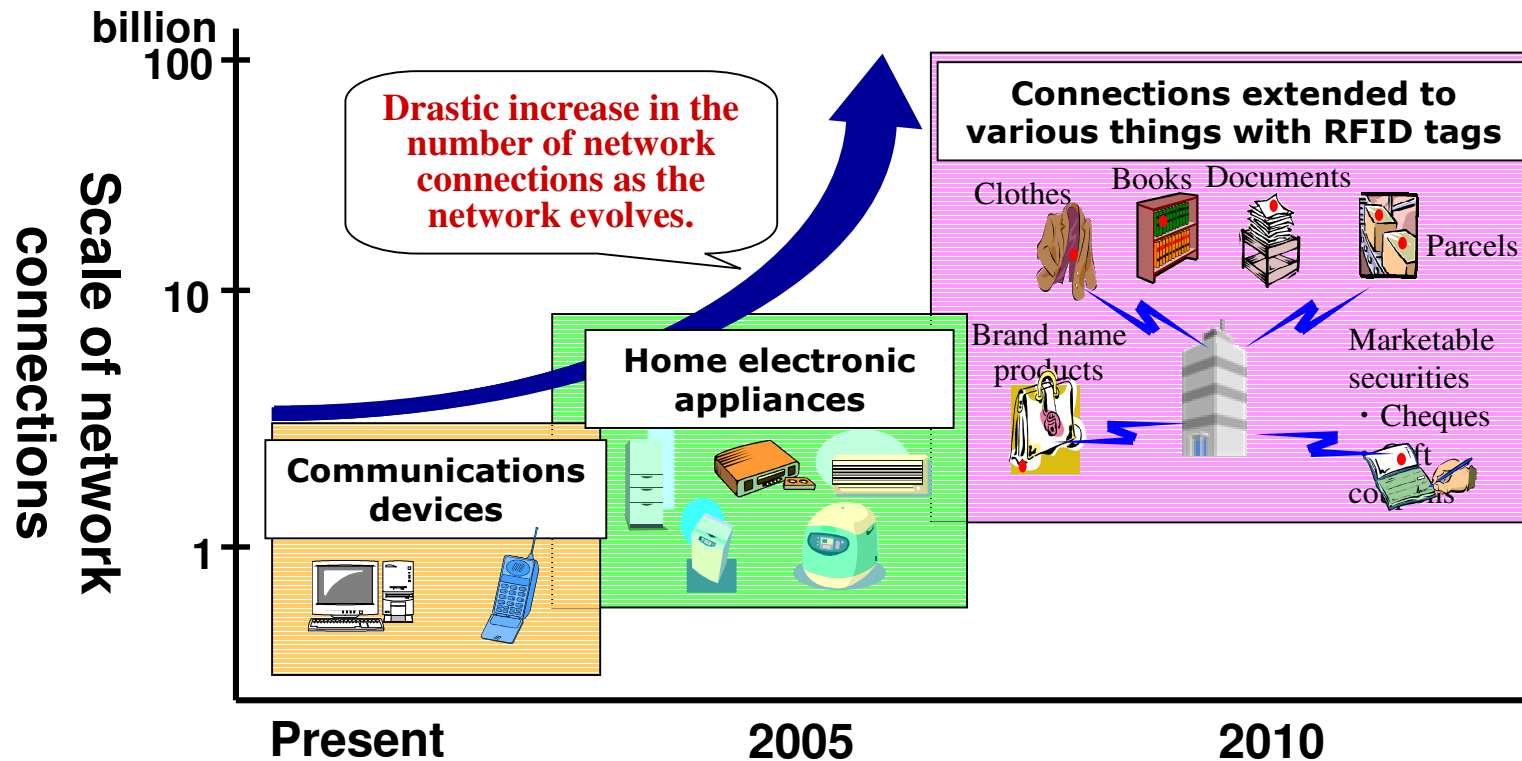 billion
100
10
1
Scale of network
connections
Drastic increase in the
number of network
connections as the
network evolves.
Communications
devices
Home electronic
appliances
Connections extended to
various things with RFID tags
Clothes
Books
Documents
Parcels
Brand name
products
Marketable
securities
・Cheques
Present
2005
2010